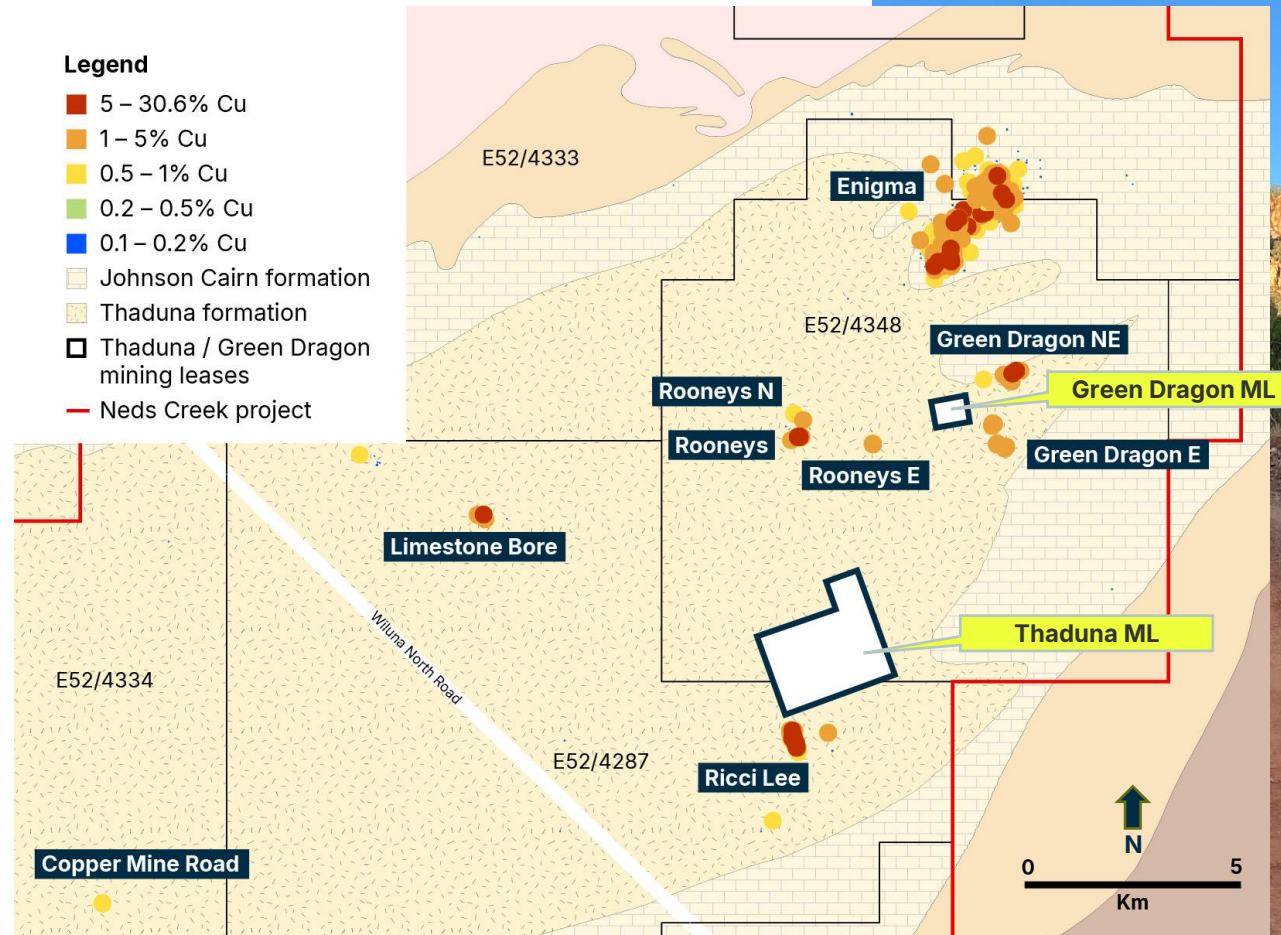 Legend
5 – 30.6% Cu
1 – 5% Cu
0.5 – 1% Cu
0.2 – 0.5% Cu
0.1 – 0.2% Cu
Johnson Cairn formation
Thaduna formation
Thaduna / Green Dragon
mining leases
Neds Creek project
E52/4333
Enigma
E52/4348
Green Dragon NE
Rooneys N
Green Dragon ML
Rooneys
Green Dragon E
Rooneys E
Limestone Bore
Wiluna North Road
Thaduna ML
E52/4334
E52/4287
Ricci Lee
Copper Mine Road
N
0 5
Km